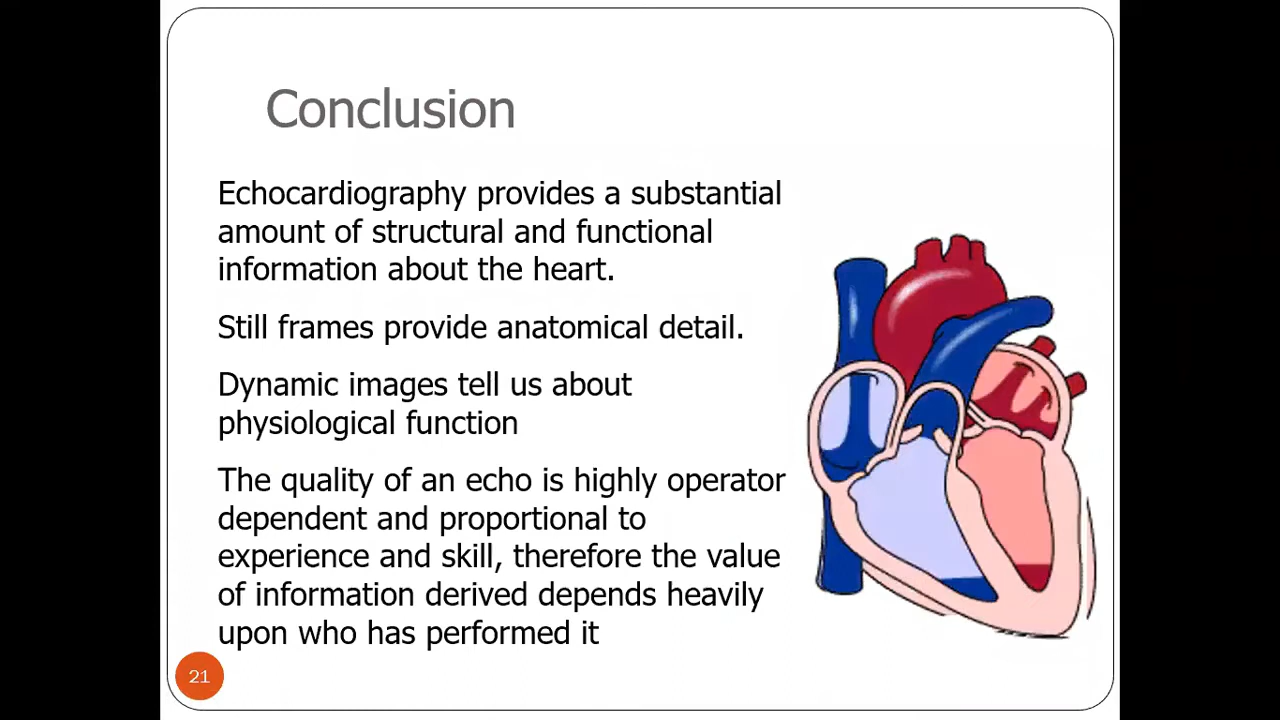 Conclusion
Echocardiography provides a substantial
amount of structural and functional
information about the heart.
Still frames provide anatomical detail.
Dynamic images tell us about
physiological function
The quality of an echo is highly operator
dependent and proportional to
experience and skill, therefore the value
of information derived depends heavily
upon who has performed it
21